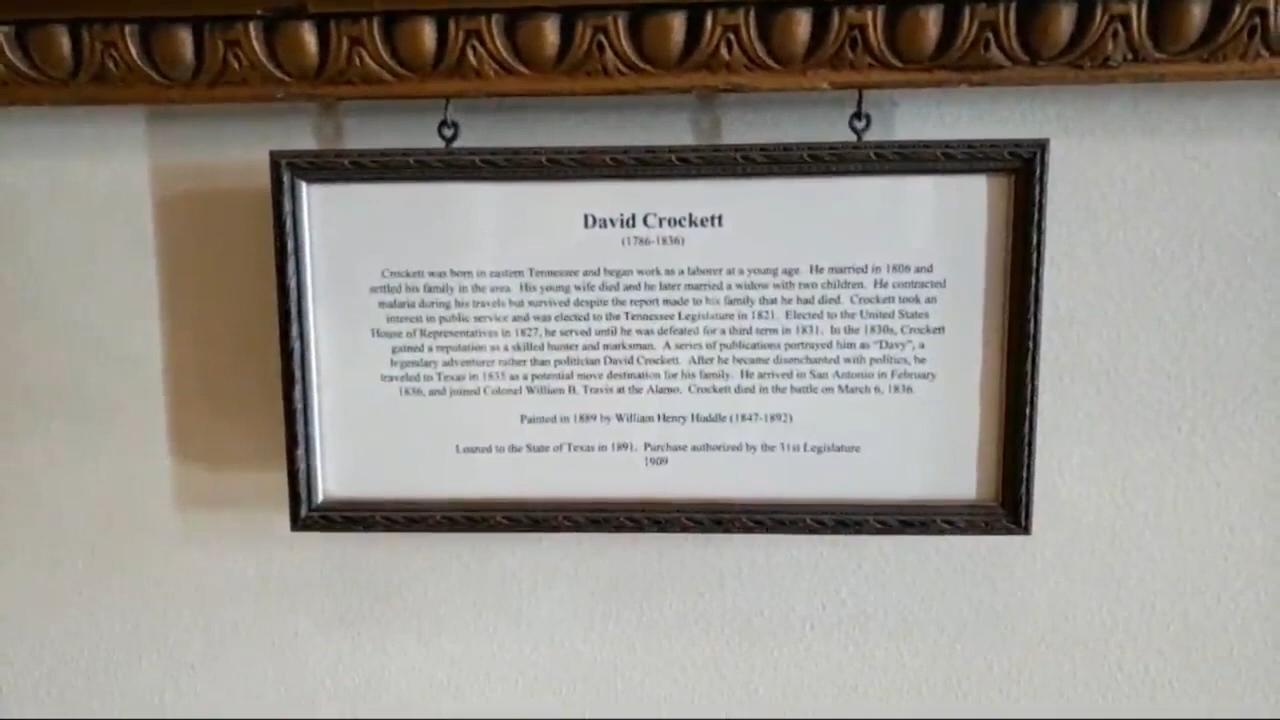 David Crockett
(1786-1836)
Crockett was born in eastern Tennessee and began work as a laborer at a young age. He married in 1806 and
settled his family in the area. His young wife died and he later married a widow with two children. He contracted
malaria during his travels but survived despite the report made to his family that he had died. Crockett took an
interest in public service and was elected to the Tennessee Legislature in 1821. Elected to the United States
House of Representatives in 1827, he served until he was defeated for a third term in 1831. In the 1830s, Crockett
gained a reputation as a skilled hunter and marksman. A series of publications portrayed him as "Davy", a
legendary adventurer rather than politician David Crockett. After he became disenchanted with politics, he
traveled to Texas in 1835 as a potential move destination for his family. He arrived in San Antonio in February
1836, and joined Colonel William B. Travis at the Alamo. Crockett died in the battle on March 6, 1836.
Painted in 1889 by William Henry Huddle (1847-1892)
Loaned to the State of Texas in 1891. Purchase authorized by the 31st Legislature
1909